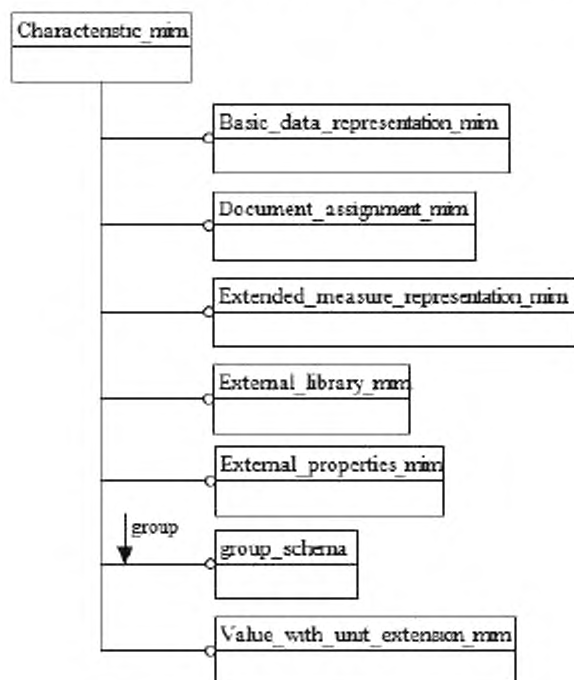 Characteristic_mim
Basic_data_representation_mim
Document_assignment_mim
Extended_measure_representation_mim
External_library_mim
External_properties_mim
group
group_schema
Value_with_unit_extension_mim